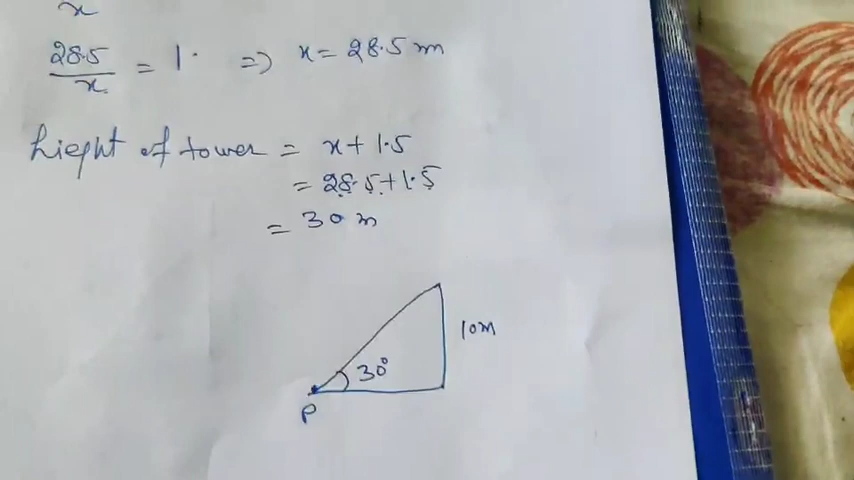 x
28.5
x = 1. => x = 28.5 m
hieght of tower = x + 1.5
= 28.5 + 1.5
= 30 m
10m
30°
P